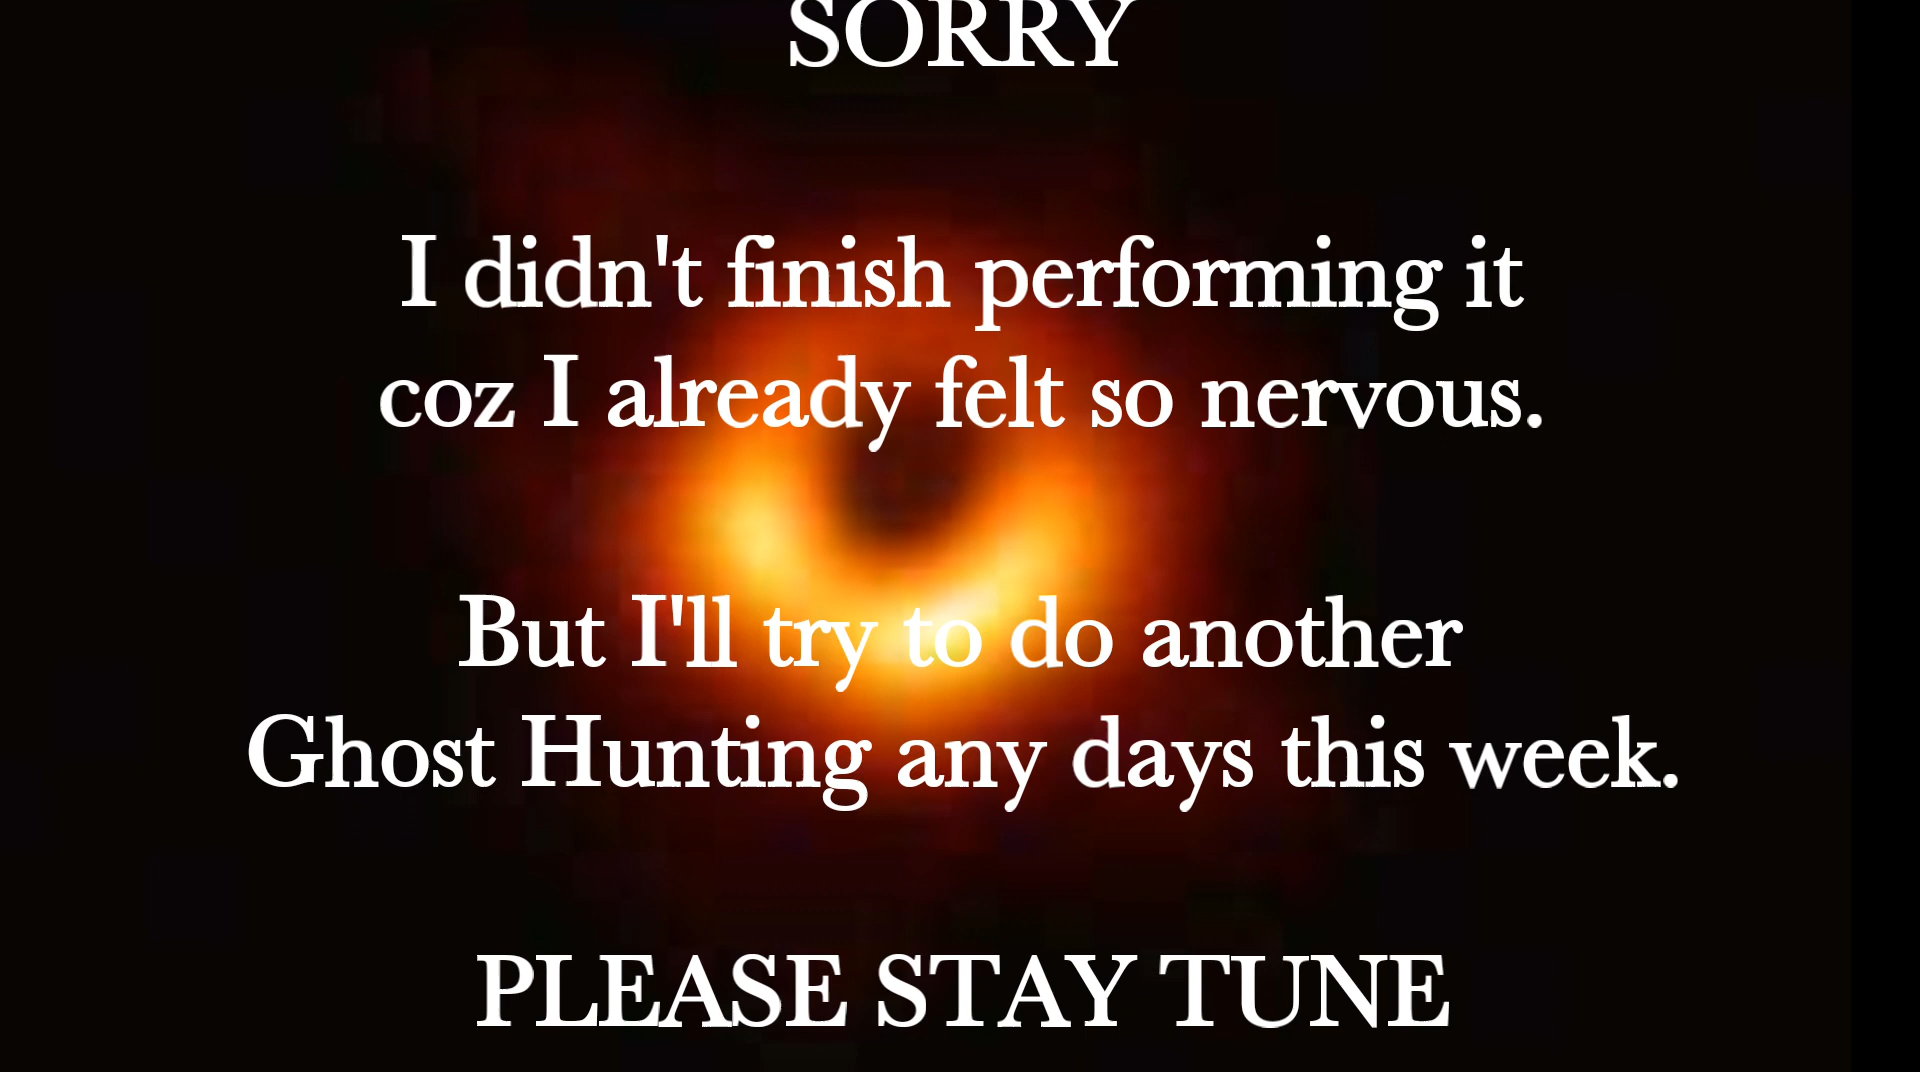 SORRY
I didn't finish performing it
coz I already felt so nervous.
But I'll try to do another
Ghost Hunting any days this week.
PLEASE STAY TUNE